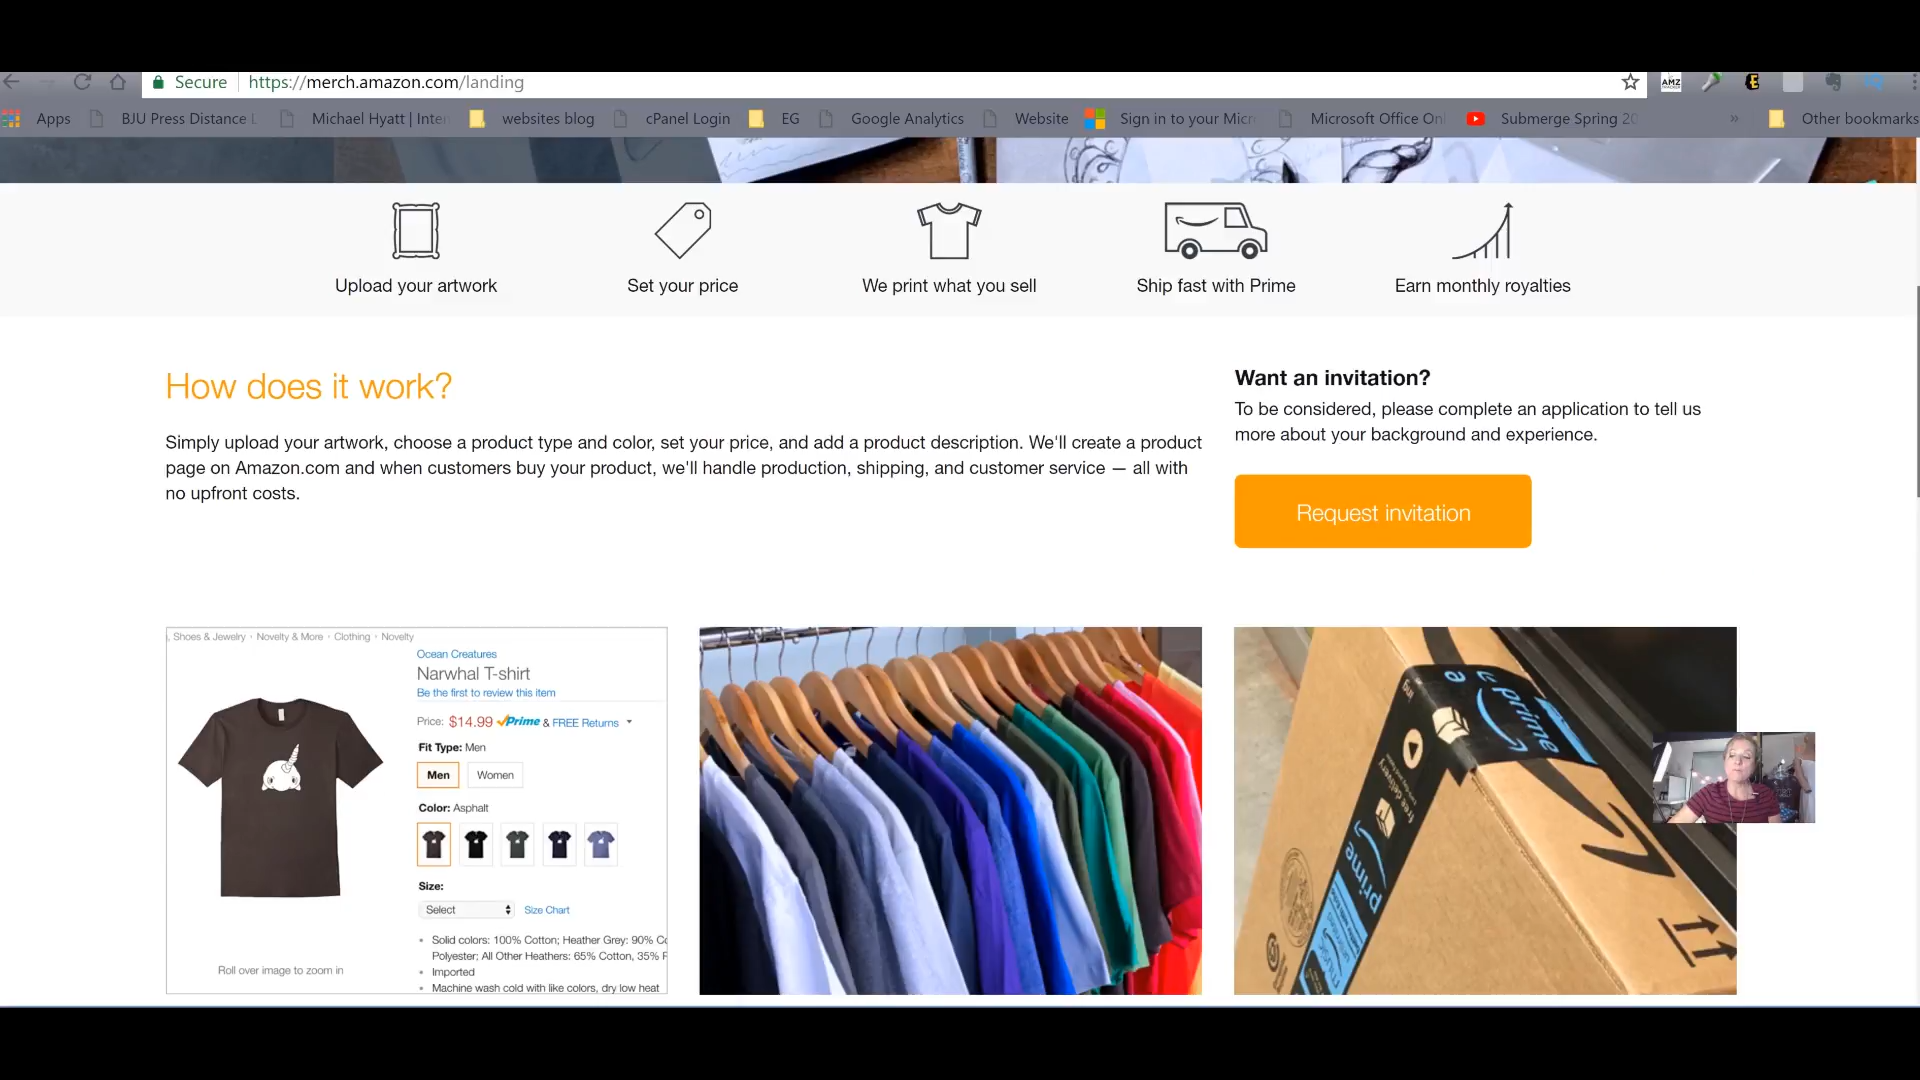 Secure https://merch.amazon.com/landing
AMZ
Apps BJU Press Distance L Michael Hyatt | Inter websites blog cPanel Login EG Google Analytics Website Sign in to your Micr Microsoft Office Onl Submerge Spring 20 » Other bookmarks
Upload your artwork Set your price We print what you sell Ship fast with Prime Earn monthly royalties
How does it work?
Simply upload your artwork, choose a product type and color, set your price, and add a product description. We'll create a product
page on Amazon.com and when customers buy your product, we'll handle production, shipping, and customer service — all with
no upfront costs.
Want an invitation?
To be considered, please complete an application to tell us
more about your background and experience.
Request invitation
, Shoes & Jewelry › Novelty & More › Clothing › Novelty
Ocean Creatures
Narwhal T-shirt
Be the first to review this item
Price: $14.99 Prime & FREE Returns
Fit Type: Men
Men Women
Color: Asphalt
Size:
Select Size Chart
• Solid colors: 100% Cotton; Heather Grey: 90% Co
Polyester; All Other Heathers: 65% Cotton, 35% P
• Imported
• Machine wash cold with like colors, dry low heat
Roll over image to zoom in
prime
free delivery
prime
music